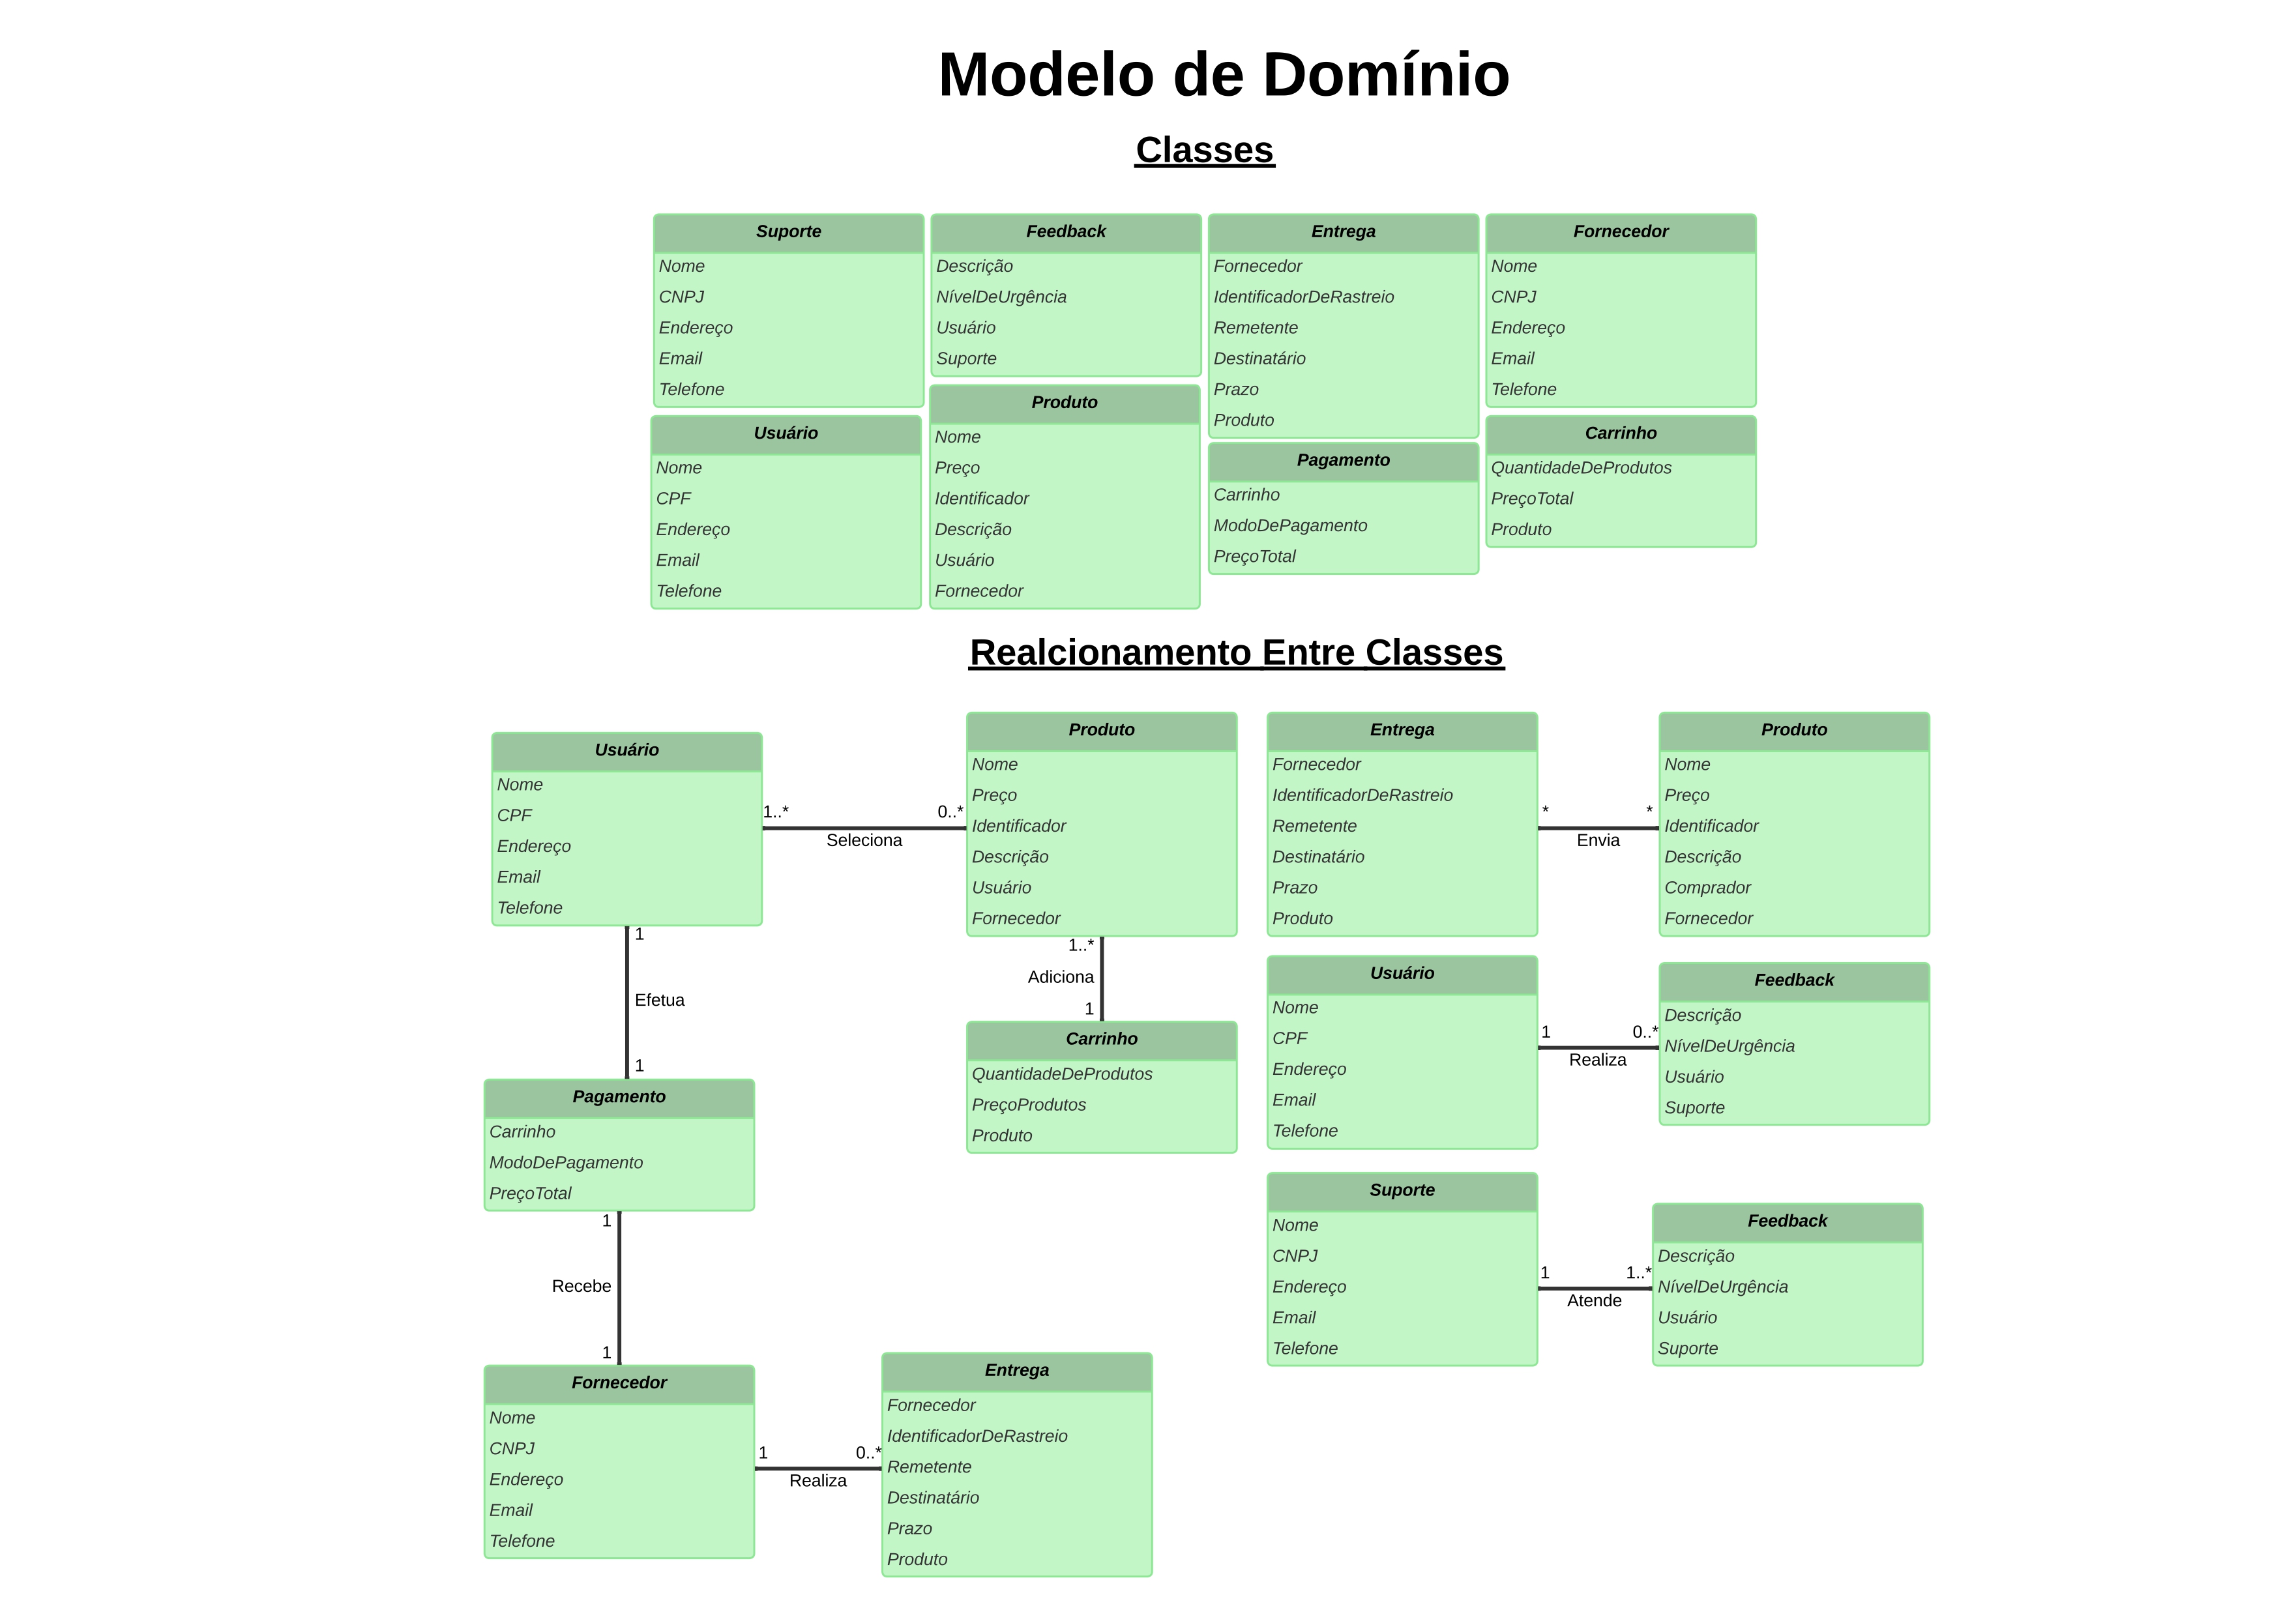 Modelo de Domínio
Classes
Suporte
Nome
CNPJ
Endereço
Email
Telefone
Feedback
Descrição
NívelDeUrgência
Usuário
Suporte
Entrega
Fornecedor
IdentificadorDeRastreio
Remetente
Destinatário
Prazo
Produto
Fornecedor
Nome
CNPJ
Endereço
Email
Telefone
Usuário
Nome
CPF
Endereço
Email
Telefone
Produto
Nome
Preço
Identificador
Descrição
Usuário
Fornecedor
Pagamento
Carrinho
ModoDePagamento
PreçoTotal
Carrinho
QuantidadeDeProdutos
PreçoTotal
Produto
Realcionamento Entre Classes
Usuário
Nome
CPF
Endereço
Email
Telefone
1..*
0..*
Seleciona
Produto
Nome
Preço
Identificador
Descrição
Usuário
Fornecedor
1
Efetua
1
1..*
Adiciona
1
Carrinho
QuantidadeDeProdutos
PreçoProdutos
Produto
Pagamento
Carrinho
ModoDePagamento
PreçoTotal
1
Recebe
1
Fornecedor
Nome
CNPJ
Endereço
Email
Telefone
1
0..*
Realiza
Entrega
Fornecedor
IdentificadorDeRastreio
Remetente
Destinatário
Prazo
Produto
Entrega
Fornecedor
IdentificadorDeRastreio
Remetente
Destinatário
Prazo
Produto
*
*
Envia
Produto
Nome
Preço
Identificador
Descrição
Comprador
Fornecedor
Usuário
Nome
CPF
Endereço
Email
Telefone
1
0..*
Realiza
Feedback
Descrição
NívelDeUrgência
Usuário
Suporte
Suporte
Nome
CNPJ
Endereço
Email
Telefone
1
1..*
Atende
Feedback
Descrição
NívelDeUrgência
Usuário
Suporte